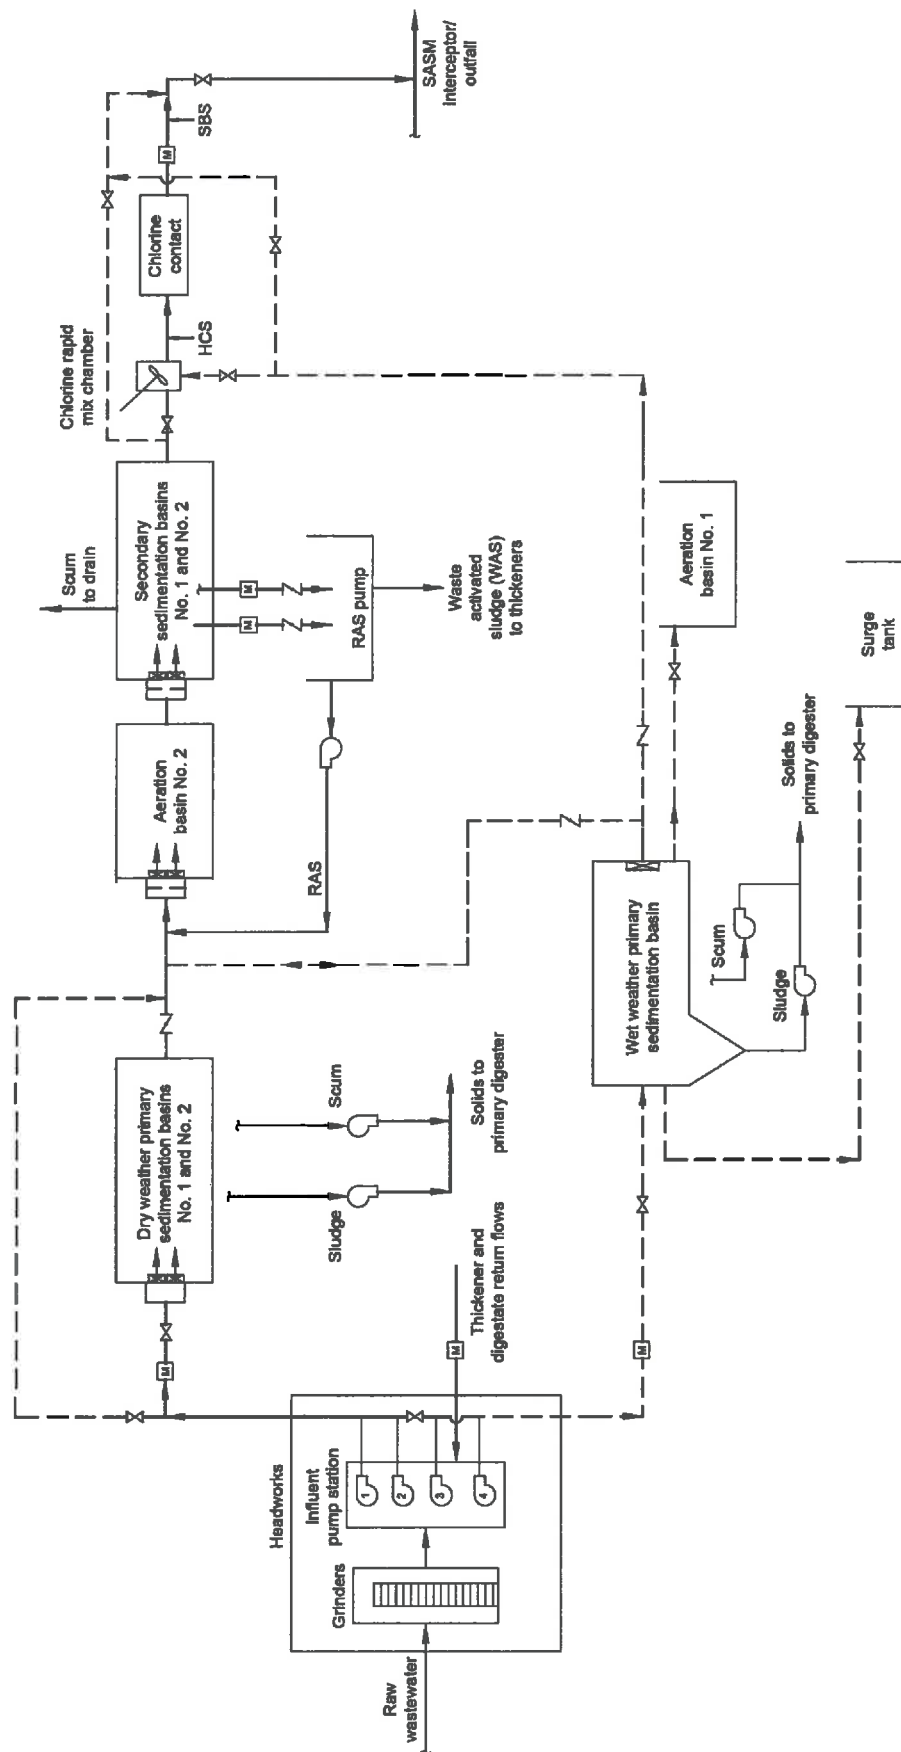 Raw
wastewater
Headworks
Grinders
Influent
pump station
1
2
3
4
M
Thickener and
digestate return flows
M
Dry weather primary
sedimentation basins
No. 1 and No. 2
Sludge
Scum
Solids to
primary digester
Aeration
basin No. 2
RAS
Secondary
sedimentation basins
No. 1 and No. 2
Scum
to drain
M
M
RAS pump
Waste
activated
sludge (WAS)
to thickeners
Chlorine rapid
mix chamber
HCS
Chlorine
contact
M
SBS
SASM
interceptor/
outfall
M
Wet weather primary
sedimentation basin
Sludge
Scum
Solids to
primary digester
Aeration
basin No. 1
Surge
tank